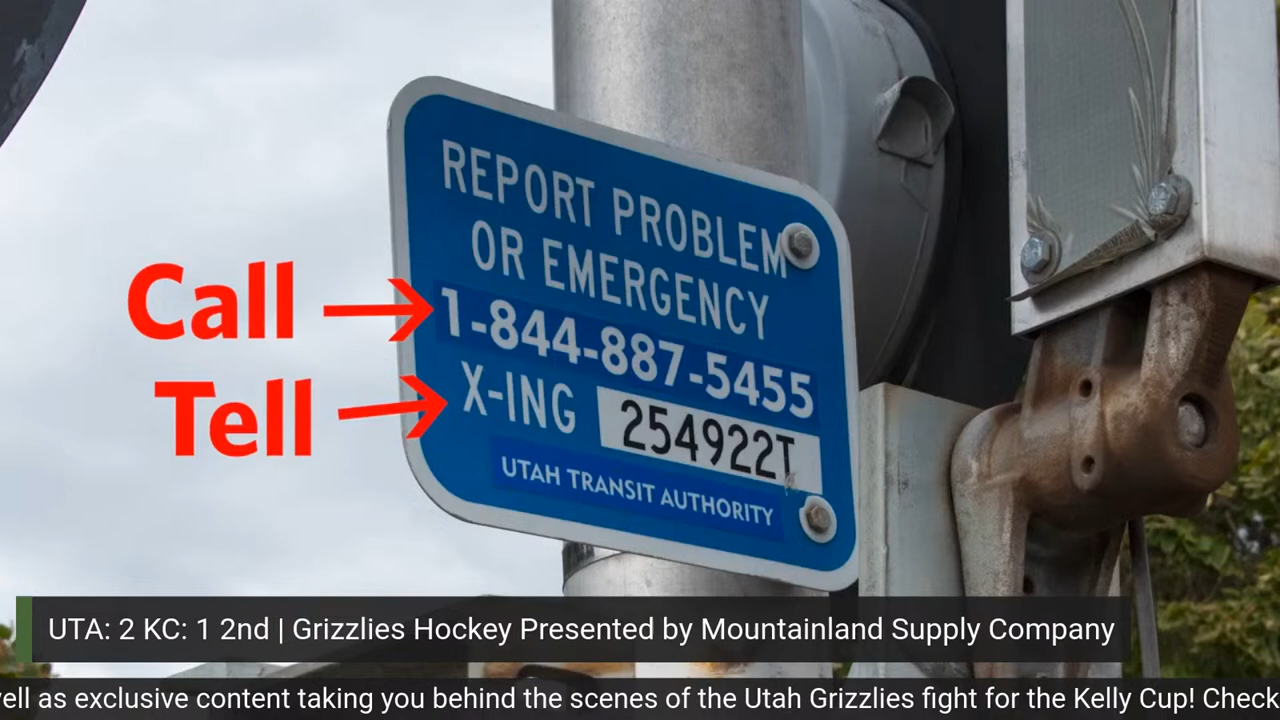 REPORT PROBLEM
OR EMERGENCY
Call
1-844-887-5455
Tell
X-ING 254922T
UTAH TRANSIT AUTHORITY
UTA: 2 KC: 1 2nd | Grizzlies Hockey Presented by Mountainland Supply Company
as exclusive content taking you behind the scenes of the Utah Grizzlies fight for the Kelly Cup! Check